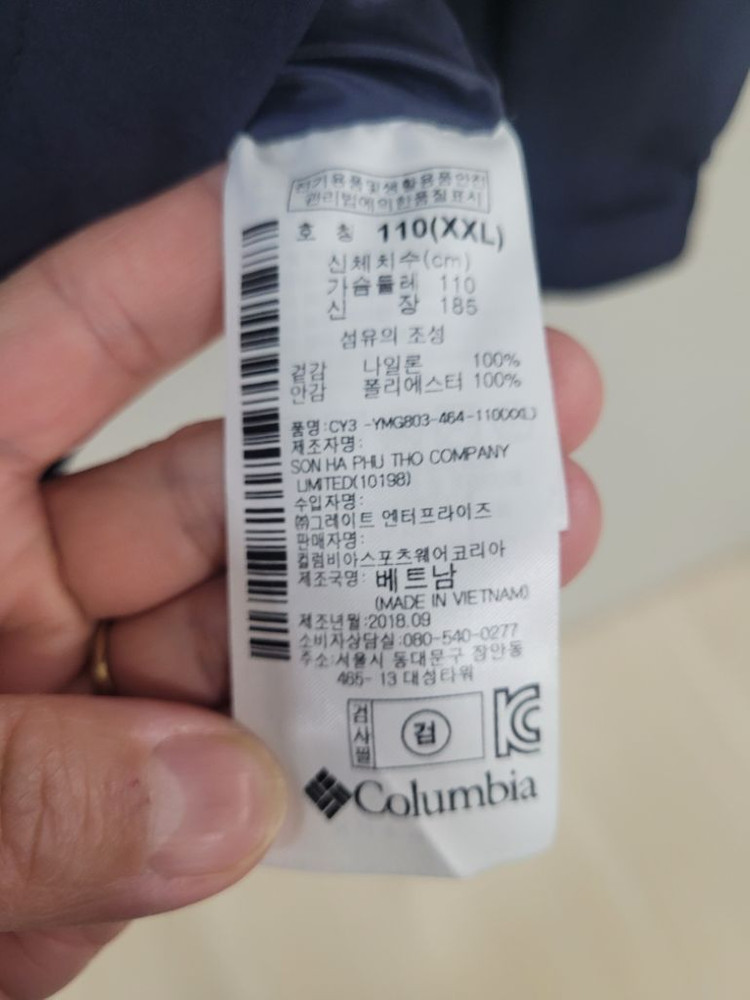 전기용품및생활용품안전
관리법에의한품질표시
호 칭 110(XXL)
신체치수(cm)
가슴둘레 110
신 장 185
섬유의 조성
겉감 나일론 100%
안감 폴리에스터 100%
품명:CY3 -YMG803-464-110(XXL)
제조자명:
SON HA PHU THO COMPANY
LIMITED(10198)
수입자명:
㈜그레이트 엔터프라이즈
판매자명:
컬럼비아스포츠웨어코리아
제조국명: 베트남
(MADE IN VIETNAM)
제조년월:2018.09
소비자상담실:080-540-0277
주소:서울시 동대문구 장안동
465- 13 대성타워
검사필 검
Columbia